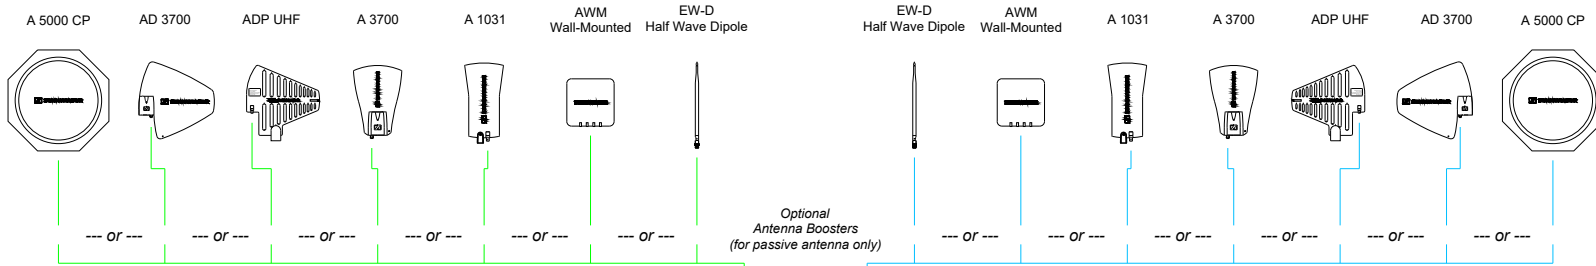 A 5000 CP
AD 3700
ADP UHF
A 3700
A 1031
AWM
Wall-Mounted
EW-D
Half Wave Dipole
EW-D
Half Wave Dipole
AWM
Wall-Mounted
A 1031
A 3700
ADP UHF
AD 3700
A 5000 CP
Optional
Antenna Boosters
(for passive antenna only)
--- or ---
--- or ---
--- or ---
--- or ---
--- or ---
--- or ---
--- or ---
--- or ---
--- or ---
--- or ---
--- or ---
--- or ---